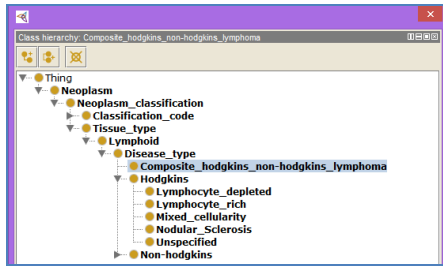 Class hierarchy: Composite_hodgkins_non-hodgkins_lymphoma
Thing
Neoplasm
Neoplasm_classification
Classification_code
Tissue_type
Lymphoid
Disease_type
Composite_hodgkins_non-hodgkins_lymphoma
Hodgkins
Lymphocyte_depleted
Lymphocyte_rich
Mixed_cellularity
Nodular_Sclerosis
Unspecified
Non-hodgkins